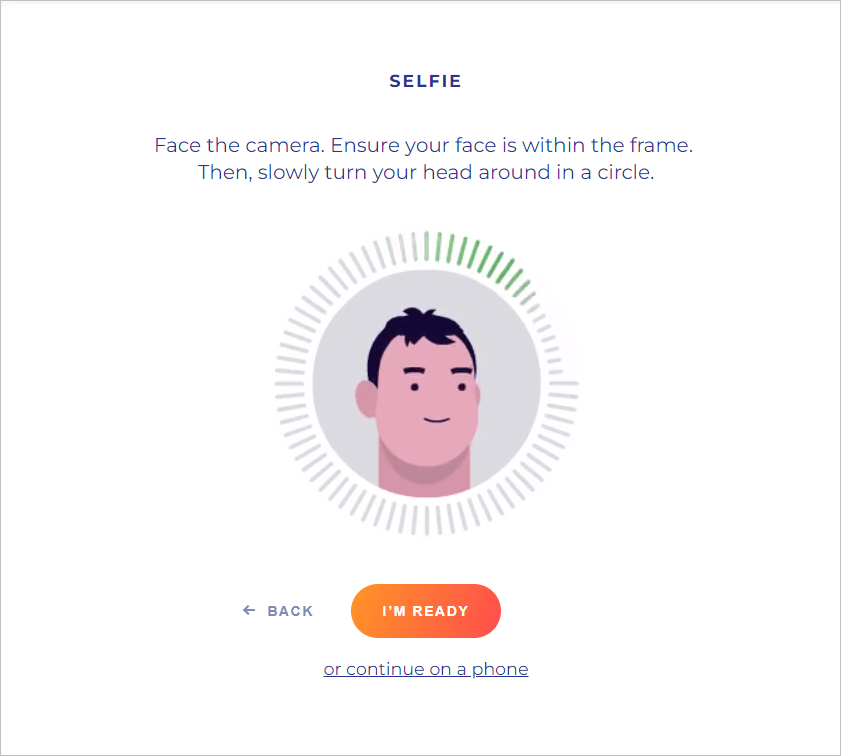 SELFIE
Face the camera. Ensure your face is within the frame.
Then, slowly turn your head around in a circle.
← BACK
I’M READY
or continue on a phone